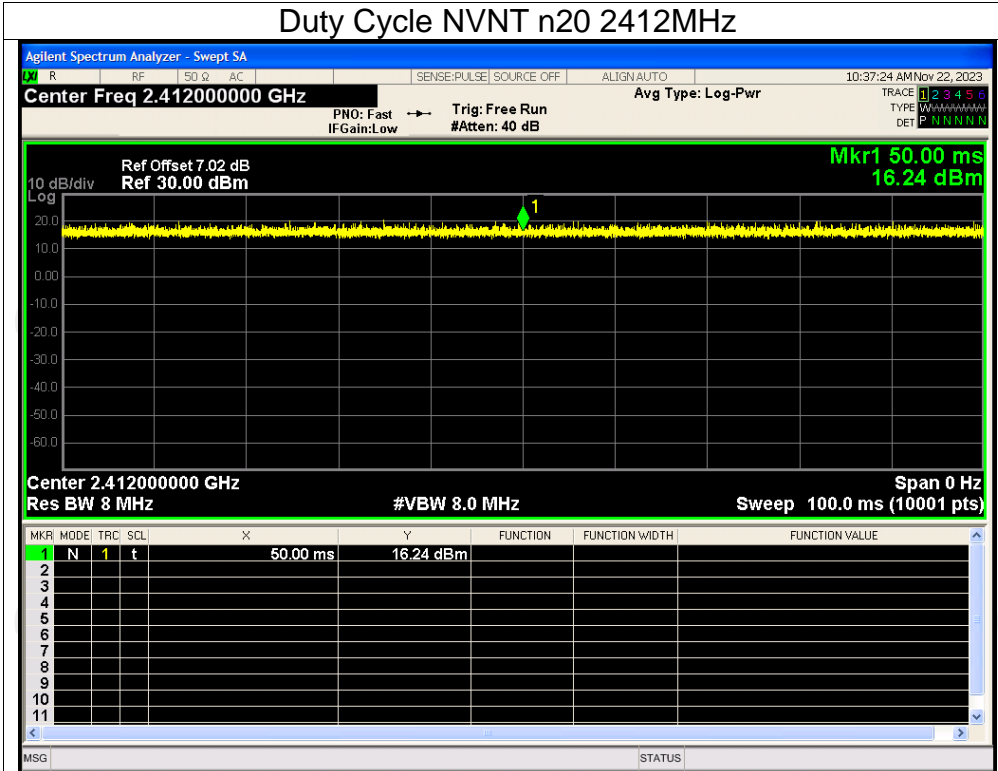 Duty Cycle NVNT n20 2412MHz
Agilent Spectrum Analyzer - Swept SA
LXI R RF 50 Ω AC SENSE:PULSE SOURCE OFF ALIGN AUTO 10:37:24 AM Nov 22, 2023
Center Freq 2.412000000 GHz Avg Type: Log-Pwr TRACE 1 2 3 4 5 6
PNO: Fast Trig: Free Run TYPE WWWWWW
IFGain:Low #Atten: 40 dB DET P N N N N N
Mkr1 50.00 ms
Ref Offset 7.02 dB
10 dB/div Ref 30.00 dBm 16.24 dBm
Log
1
20.0
10.0
0.00
-10.0
-20.0
-30.0
-40.0
-50.0
-60.0
Center 2.412000000 GHz Span 0 Hz
Res BW 8 MHz #VBW 8.0 MHz Sweep 100.0 ms (10001 pts)
MKR MODE TRC SCL X Y FUNCTION FUNCTION WIDTH FUNCTION VALUE
1 N 1 t 50.00 ms 16.24 dBm
2
3
4
5
6
7
8
9
10
11
MSG STATUS